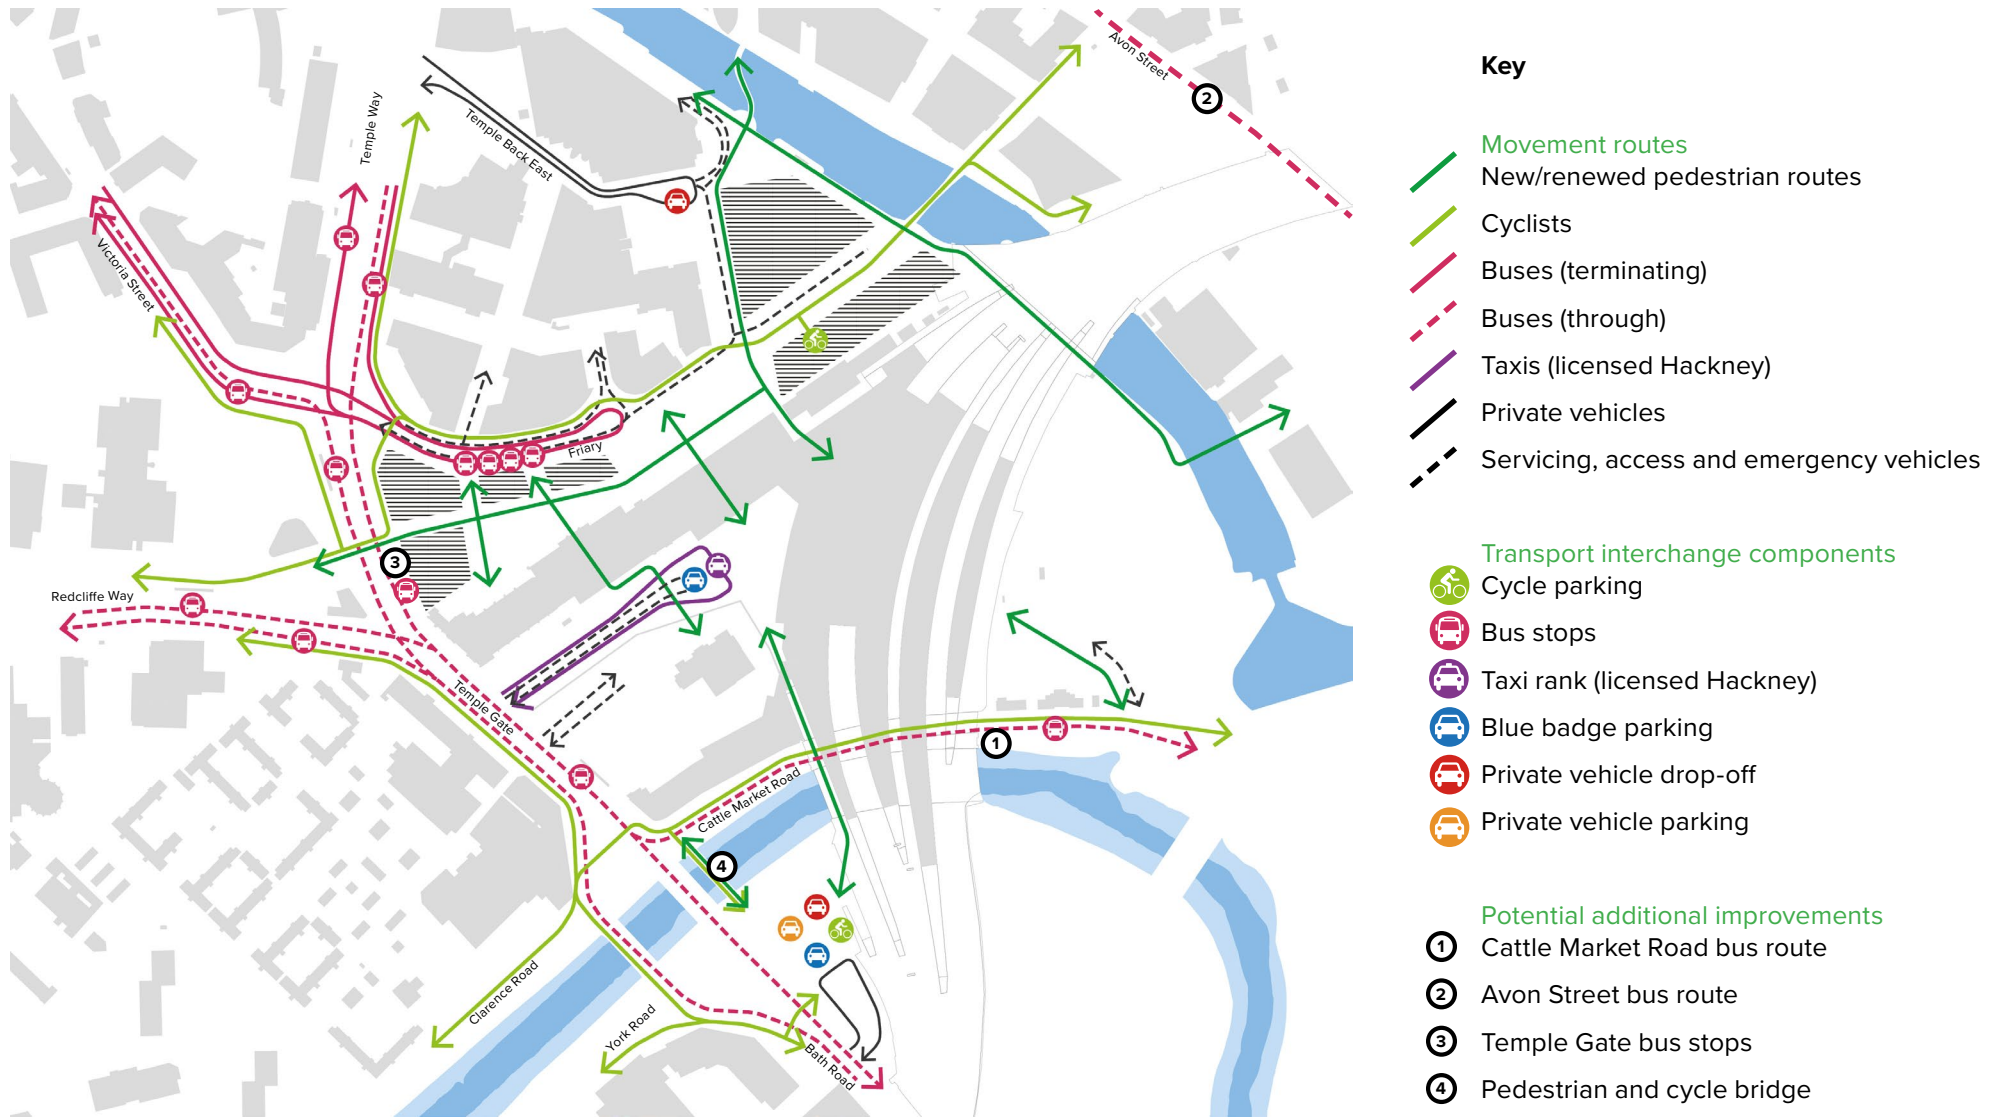 Avon Street
2
Temple Way
Temple Back East
Victoria Street
Friary
3
Redcliffe Way
Temple Gate
1
Cattle Market Road
4
Clarence Road
York Road
Bath Road
Key
Movement routes
New/renewed pedestrian routes
Cyclists
Buses (terminating)
Buses (through)
Taxis (licensed Hackney)
Private vehicles
Servicing, access and emergency vehicles
Transport interchange components
Cycle parking
Bus stops
Taxi rank (licensed Hackney)
Blue badge parking
Private vehicle drop-off
Private vehicle parking
Potential additional improvements
1 Cattle Market Road bus route
2 Avon Street bus route
3 Temple Gate bus stops
4 Pedestrian and cycle bridge